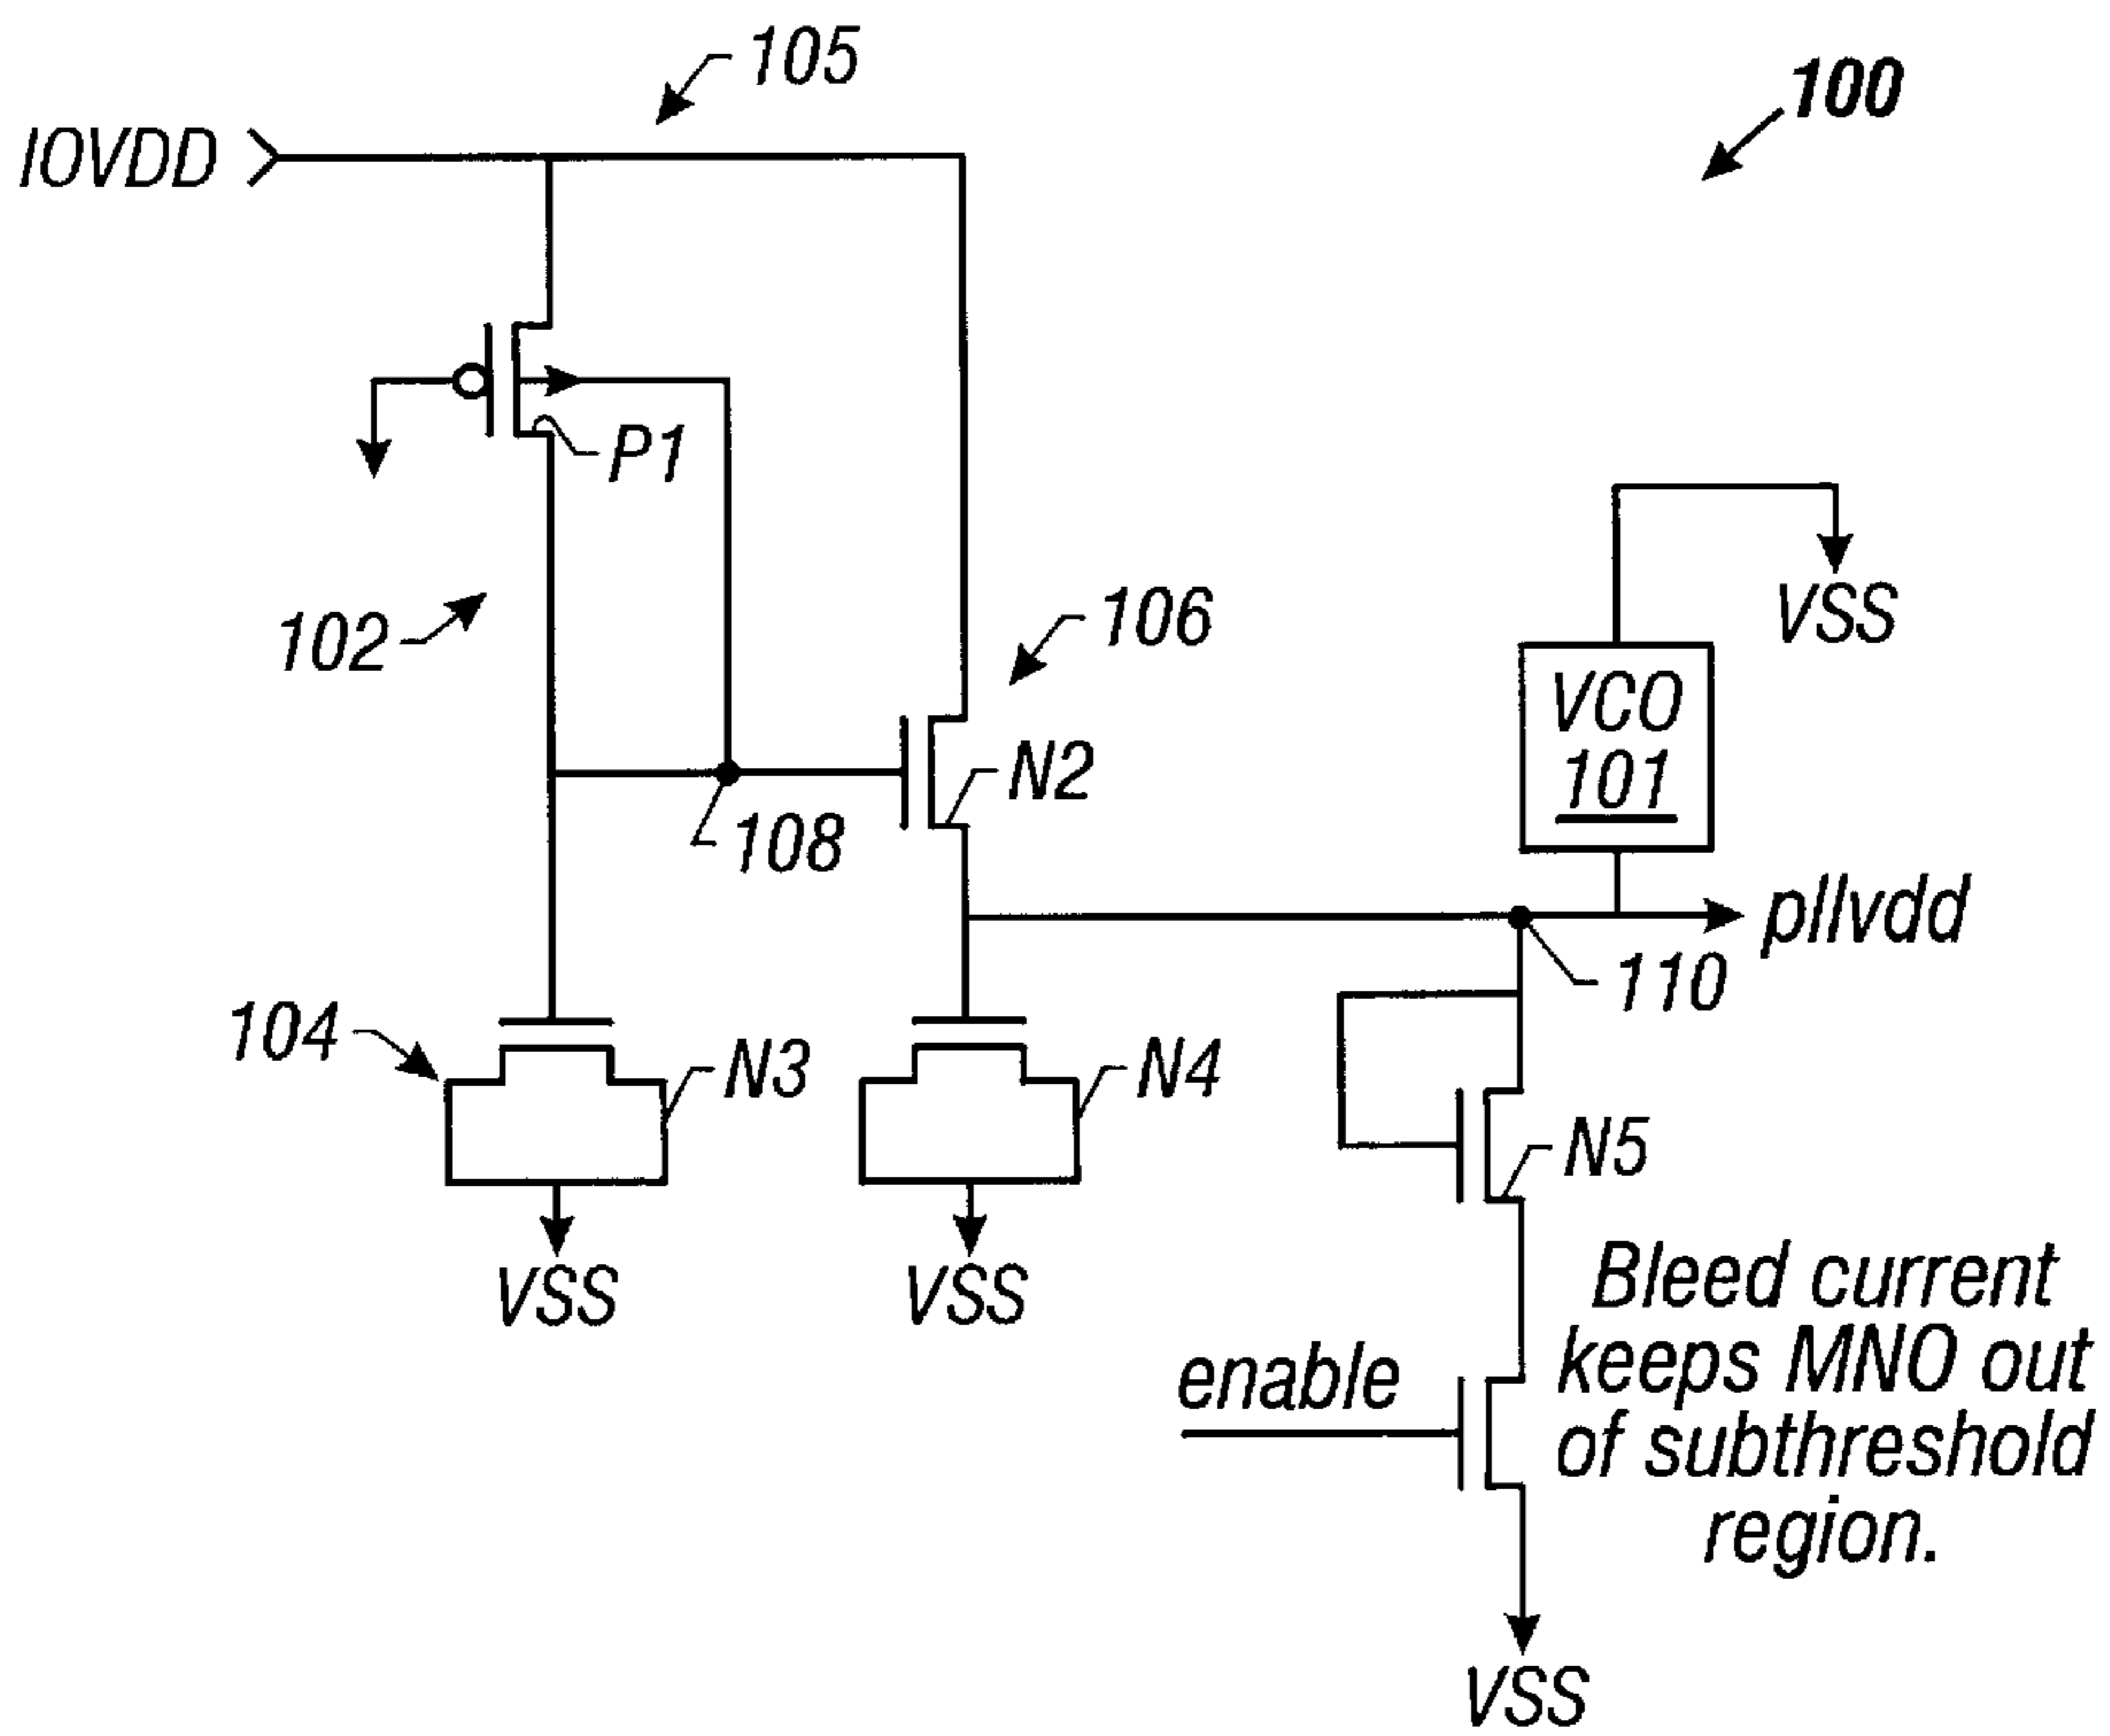 105
100
IOVDD
P1
102
106
VSS
VCO
101
N2
108
pllvdd
110
104
N3
N4
N5
VSS
VSS
Bleed current
keeps MNO out
of subthreshold
region.
enable
VSS